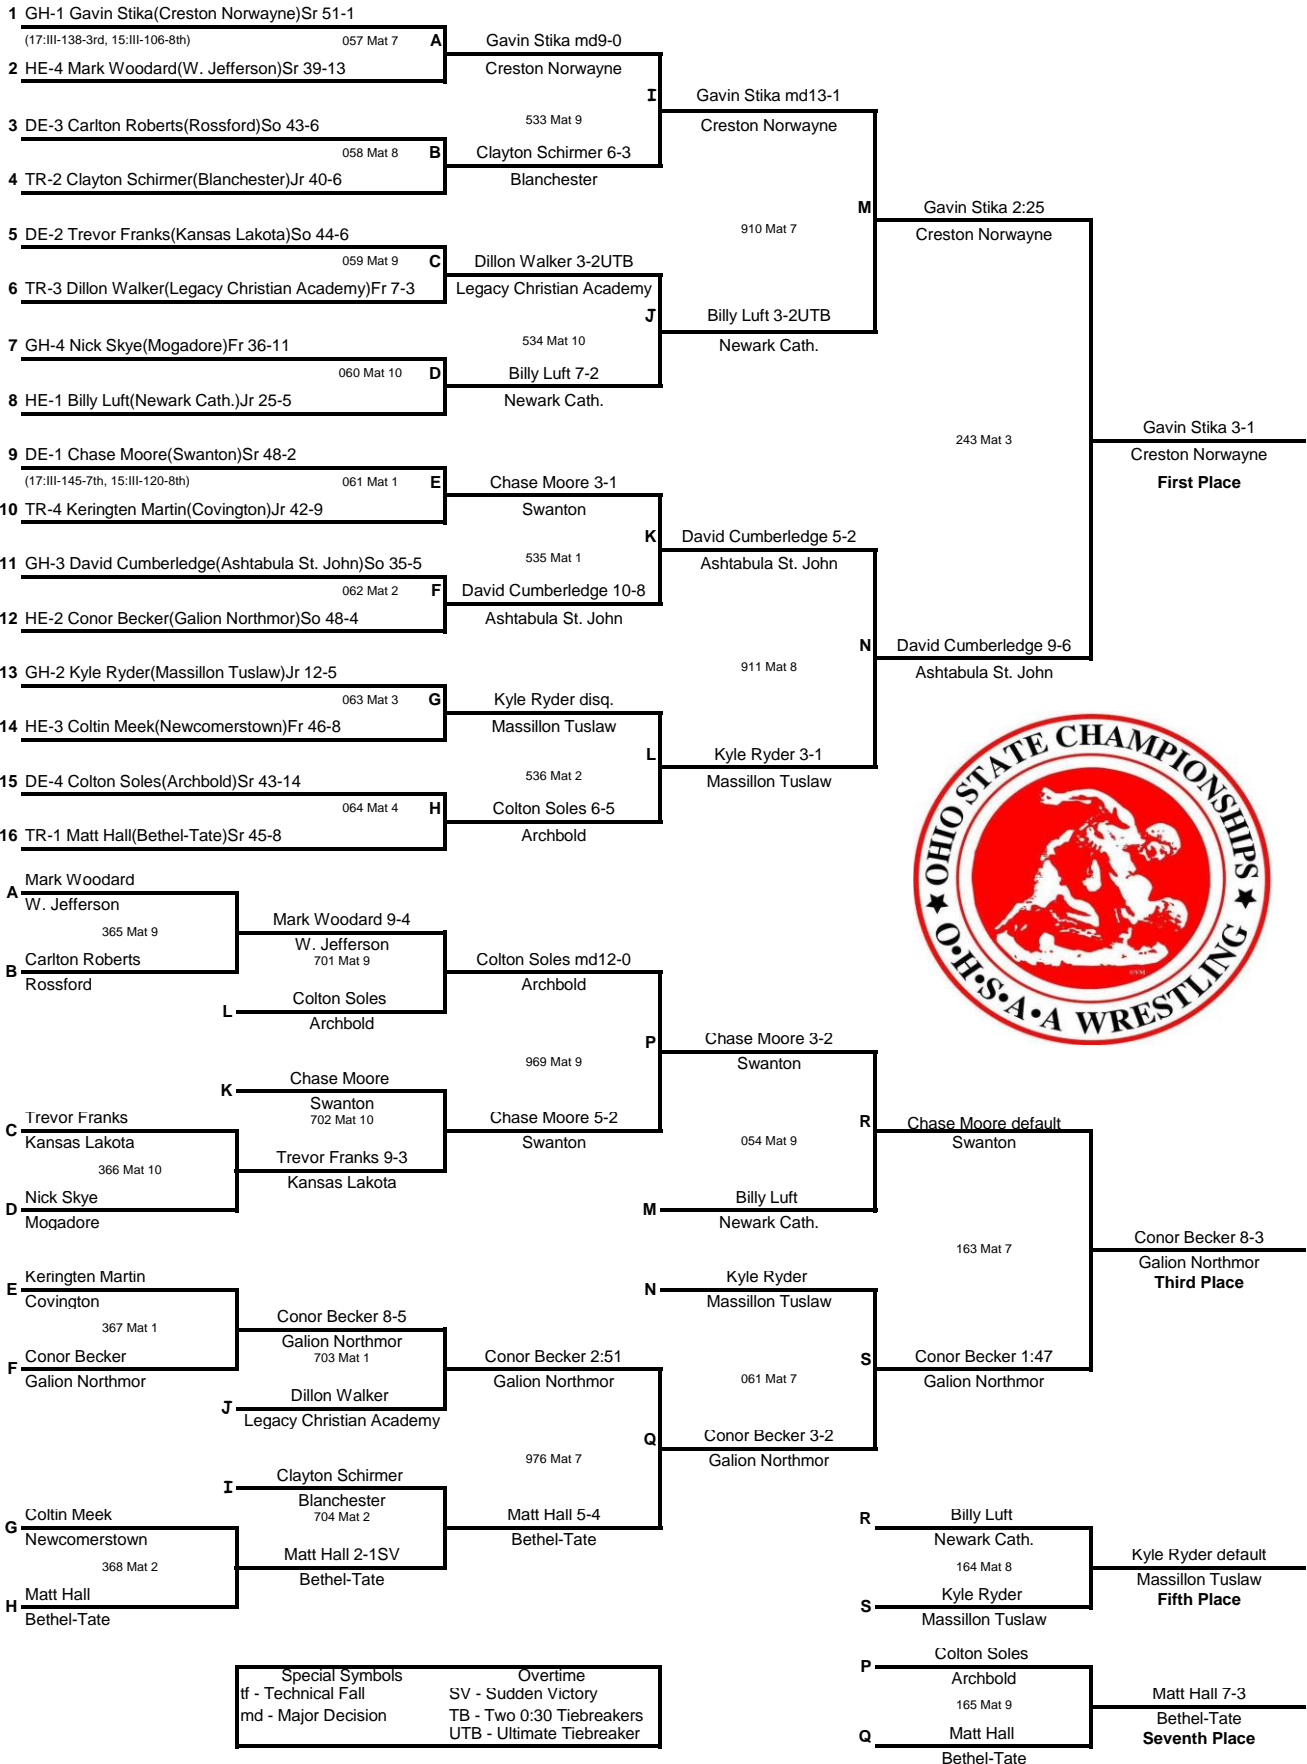 1 GH-1 Gavin Stika(Creston Norwayne)Sr 51-1
(17:III-138-3rd, 15:III-106-8th)
057 Mat 7 A
2 HE-4 Mark Woodard(W. Jefferson)Sr 39-13
Gavin Stika md9-0
Creston Norwayne
533 Mat 9
I
3 DE-3 Carlton Roberts(Rossford)So 43-6
058 Mat 8 B
4 TR-2 Clayton Schirmer(Blanchester)Jr 40-6
Clayton Schirmer 6-3
Blanchester
Gavin Stika md13-1
Creston Norwayne
910 Mat 7
M
5 DE-2 Trevor Franks(Kansas Lakota)So 44-6
059 Mat 9 C
6 TR-3 Dillon Walker(Legacy Christian Academy)Fr 7-3
Dillon Walker 3-2UTB
Legacy Christian Academy
534 Mat 10
J
7 GH-4 Nick Skye(Mogadore)Fr 36-11
060 Mat 10 D
8 HE-1 Billy Luft(Newark Cath.)Jr 25-5
Billy Luft 7-2
Newark Cath.
Billy Luft 3-2UTB
Newark Cath.
Gavin Stika 2:25
Creston Norwayne
243 Mat 3
Gavin Stika 3-1
Creston Norwayne
First Place
9 DE-1 Chase Moore(Swanton)Sr 48-2
(17:III-145-7th, 15:III-120-8th)
061 Mat 1 E
10 TR-4 Keringten Martin(Covington)Jr 42-9
Chase Moore 3-1
Swanton
535 Mat 1
K
11 GH-3 David Cumberledge(Ashtabula St. John)So 35-5
062 Mat 2 F
12 HE-2 Conor Becker(Galion Northmor)So 48-4
David Cumberledge 10-8
Ashtabula St. John
David Cumberledge 5-2
Ashtabula St. John
911 Mat 8
N
13 GH-2 Kyle Ryder(Massillon Tuslaw)Jr 12-5
063 Mat 3 G
14 HE-3 Coltin Meek(Newcomerstown)Fr 46-8
Kyle Ryder disq.
Massillon Tuslaw
536 Mat 2
L
15 DE-4 Colton Soles(Archbold)Sr 43-14
064 Mat 4 H
16 TR-1 Matt Hall(Bethel-Tate)Sr 45-8
Colton Soles 6-5
Archbold
Kyle Ryder 3-1
Massillon Tuslaw
David Cumberledge 9-6
Ashtabula St. John
★ OHIO STATE CHAMPIONSHIPS ★
O•H•S•A•A WRESTLING
©YM
A Mark Woodard
W. Jefferson
365 Mat 9
B Carlton Roberts
Rossford
Mark Woodard 9-4
W. Jefferson
701 Mat 9
L Colton Soles
Archbold
Colton Soles md12-0
Archbold
969 Mat 9
P
K Chase Moore
Swanton
702 Mat 10
C Trevor Franks
Kansas Lakota
366 Mat 10
D Nick Skye
Mogadore
Trevor Franks 9-3
Kansas Lakota
Chase Moore 5-2
Swanton
Chase Moore 3-2
Swanton
054 Mat 9
R
M Billy Luft
Newark Cath.
Chase Moore default
Swanton
163 Mat 7
Conor Becker 8-3
Galion Northmor
Third Place
E Keringten Martin
Covington
367 Mat 1
F Conor Becker
Galion Northmor
Conor Becker 8-5
Galion Northmor
703 Mat 1
J Dillon Walker
Legacy Christian Academy
Conor Becker 2:51
Galion Northmor
976 Mat 7
Q
N Kyle Ryder
Massillon Tuslaw
061 Mat 7
S
Conor Becker 1:47
Galion Northmor
Conor Becker 3-2
Galion Northmor
I Clayton Schirmer
Blanchester
704 Mat 2
G Coltin Meek
Newcomerstown
368 Mat 2
H Matt Hall
Bethel-Tate
Matt Hall 2-1SV
Bethel-Tate
Matt Hall 5-4
Bethel-Tate
R Billy Luft
Newark Cath.
164 Mat 8
S Kyle Ryder
Massillon Tuslaw
Kyle Ryder default
Massillon Tuslaw
Fifth Place
P Colton Soles
Archbold
165 Mat 9
Q Matt Hall
Bethel-Tate
Matt Hall 7-3
Bethel-Tate
Seventh Place
Special Symbols Overtime
tf - Technical Fall SV - Sudden Victory
md - Major Decision TB - Two 0:30 Tiebreakers
UTB - Ultimate Tiebreaker